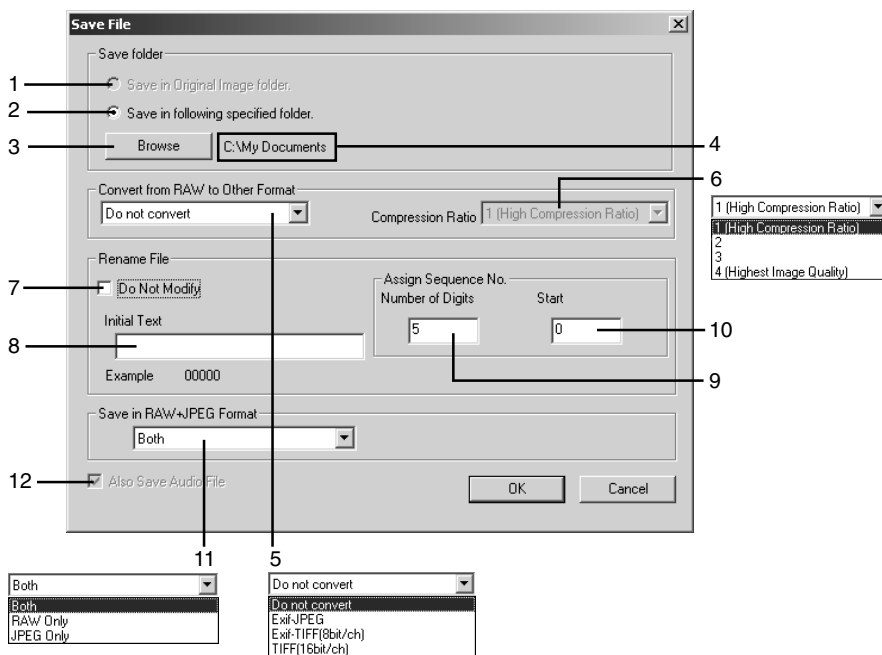 Save File
Save folder
1
Save in Original Image folder.
2
Save in following specified folder.
3
Browse
C:\My Documents
4
6
Convert from RAW to Other Format
Do not convert
Compression Ratio
1 (High Compression Ratio)
1 (High Compression Ratio)
1 (High Compression Ratio)
2
3
4 (Highest Image Quality)
Rename File
7
Do Not Modify
Assign Sequence No.
Number of Digits
Start
5
0
10
Initial Text
8
9
Example 00000
Save in RAW+JPEG Format
Both
12
Also Save Audio File
OK
Cancel
11
5
Both
Both
RAW Only
JPEG Only
Do not convert
Do not convert
Exif-JPEG
Exif-TIFF(8bit/ch)
TIFF(16bit/ch)